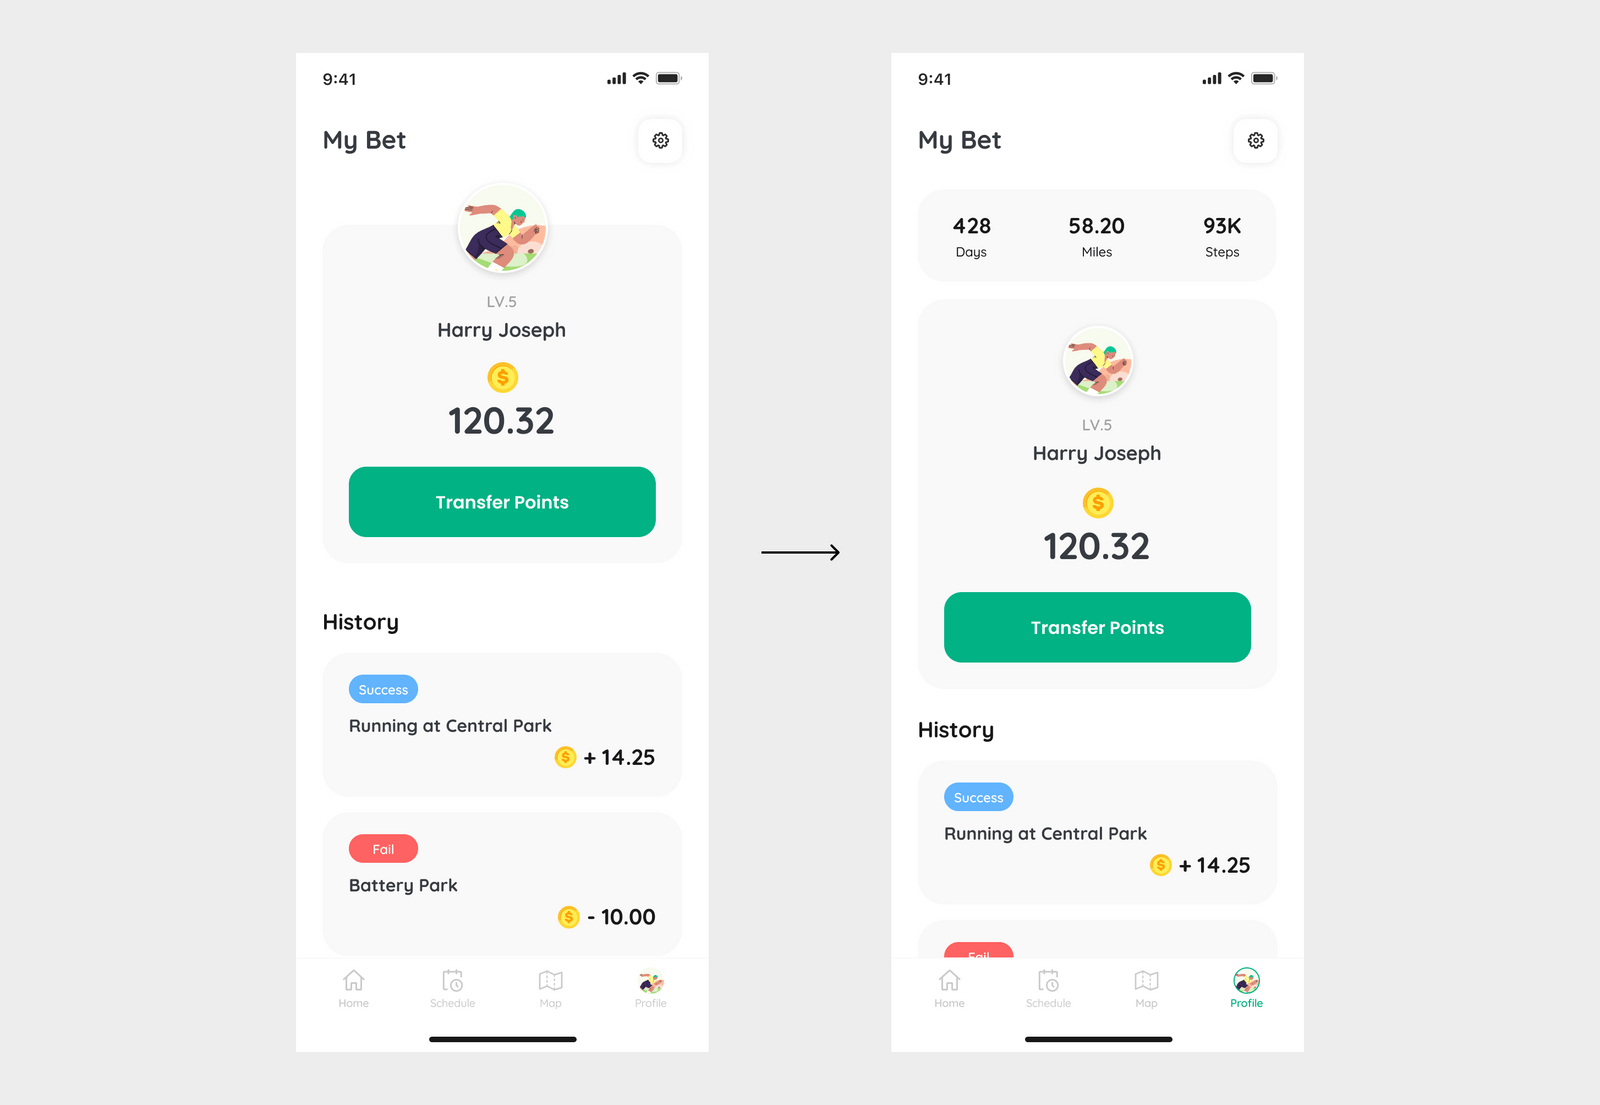 9:41
My Bet
LV.5
Harry Joseph
$
120.32
Transfer Points
History
Success
Running at Central Park
$ + 14.25
Fail
Battery Park
$ - 10.00
Home Schedule Map Profile
9:41
My Bet
428 58.20 93K
Days Miles Steps
LV.5
Harry Joseph
$
120.32
Transfer Points
History
Success
Running at Central Park
$ + 14.25
Fail
Home Schedule Map Profile